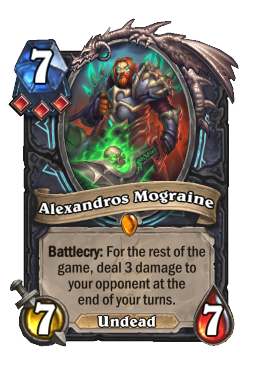 7
Alexandros Mograine
Battlecry: For the rest of the
game, deal 3 damage to
your opponent at the
end of your turns.
7
Undead
7